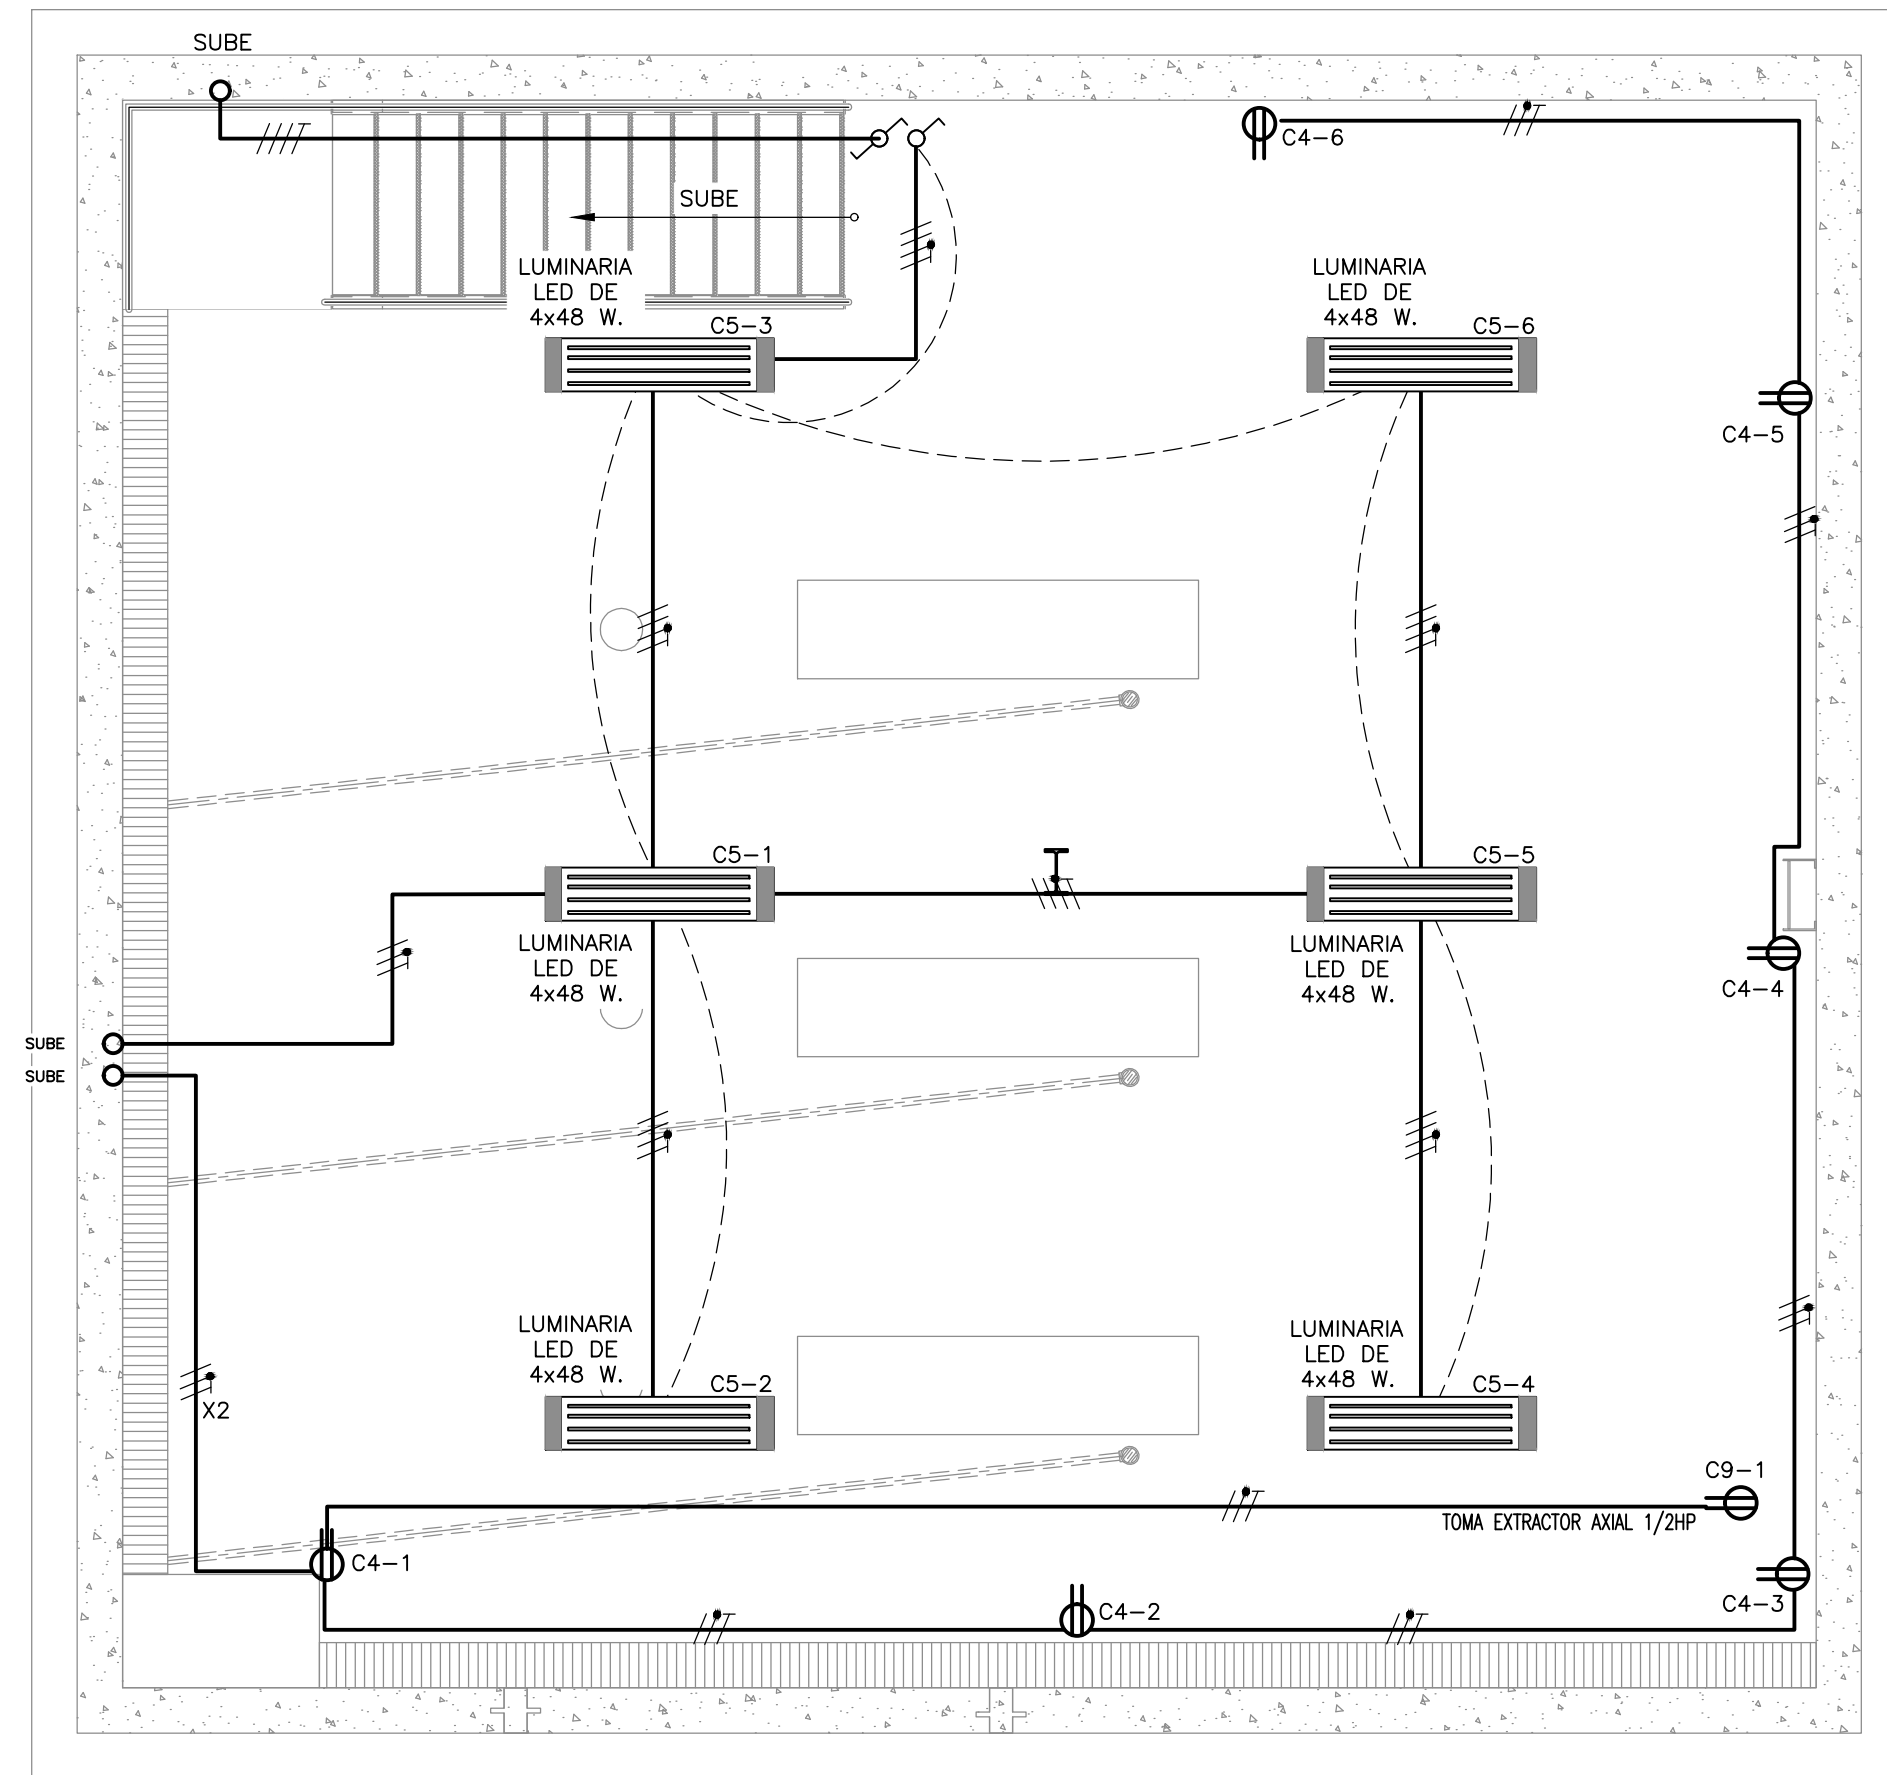 SUBE
C4-6
SUBE
LUMINARIA
LED DE
4x48 W.
C5-3
LUMINARIA
LED DE
4x48 W.
C5-6
C4-5
C5-1
C5-5
LUMINARIA
LED DE
4x48 W.
LUMINARIA
LED DE
4x48 W.
C4-4
SUBE
SUBE
LUMINARIA
LED DE
4x48 W.
C5-2
LUMINARIA
LED DE
4x48 W.
C5-4
X2
C9-1
TOMA EXTRACTOR AXIAL 1/2HP
C4-1
C4-2
C4-3